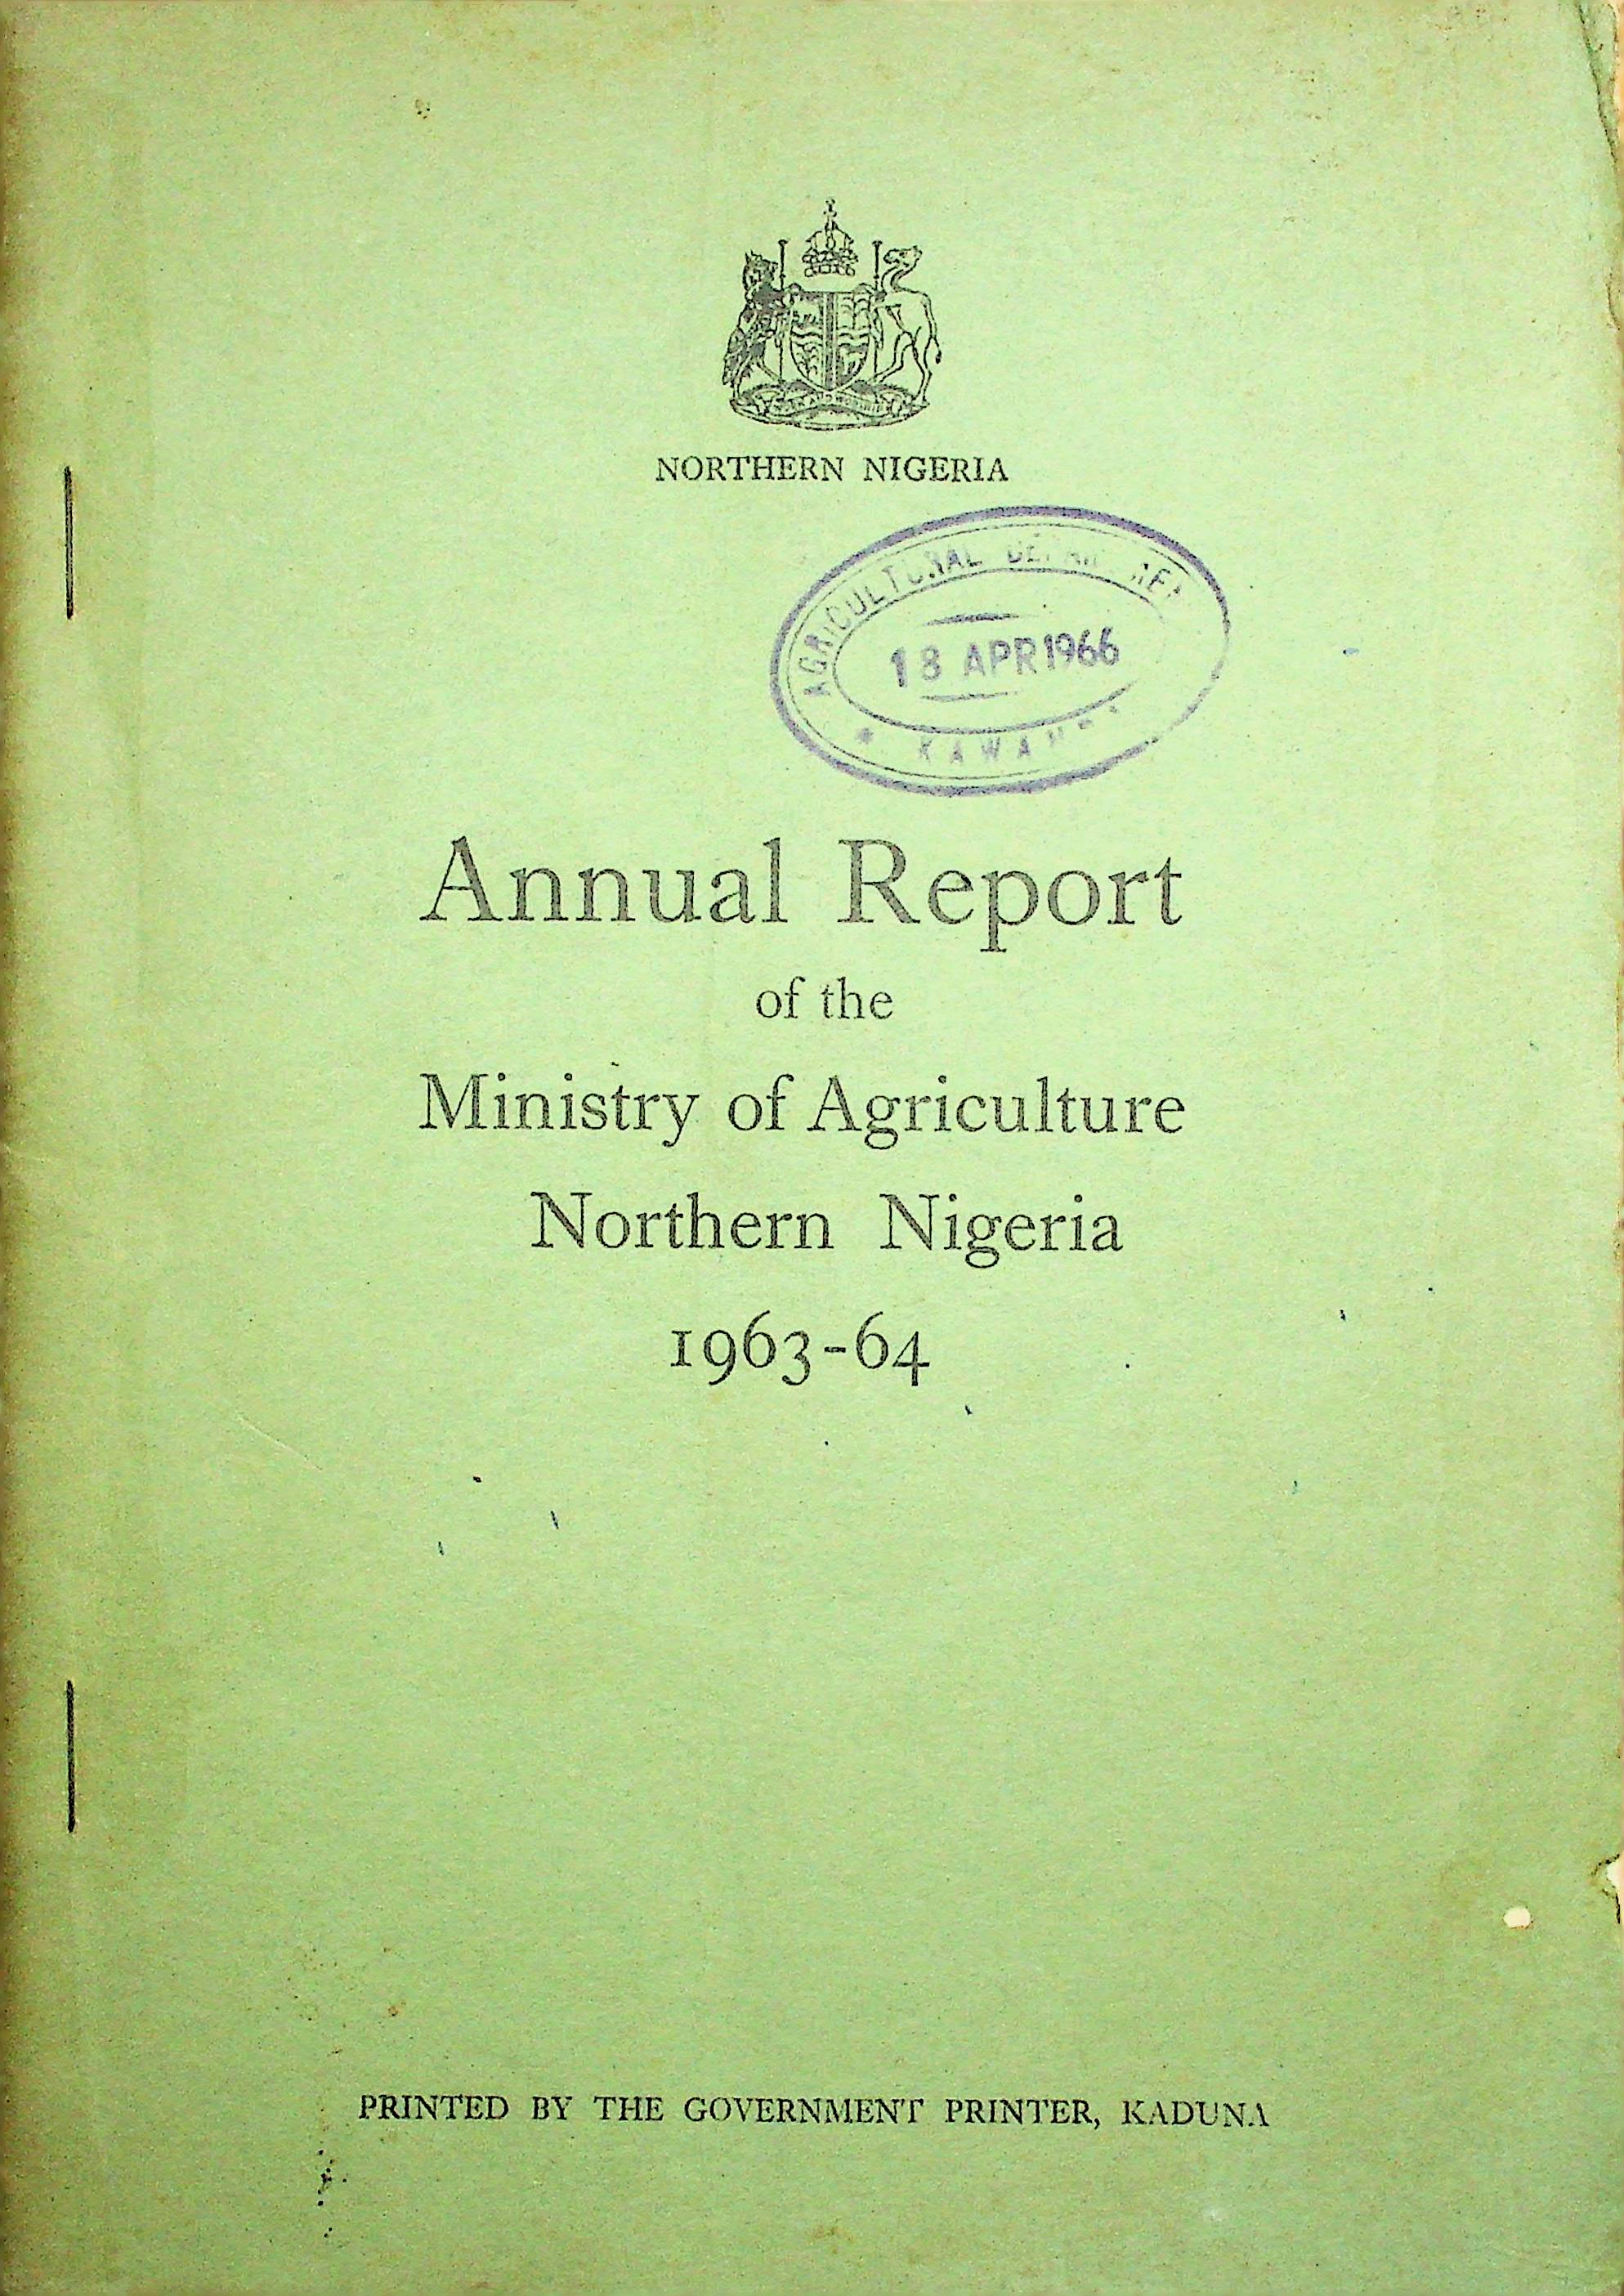 NORTHERN NIGERIA
AGRICULTURAL
18 APR 1966
Annual Report
of the
Ministry of Agriculture
Northern Nigeria
1963-64
PRINTED BY THE GOVERNMENT PRINTER, KADUNA